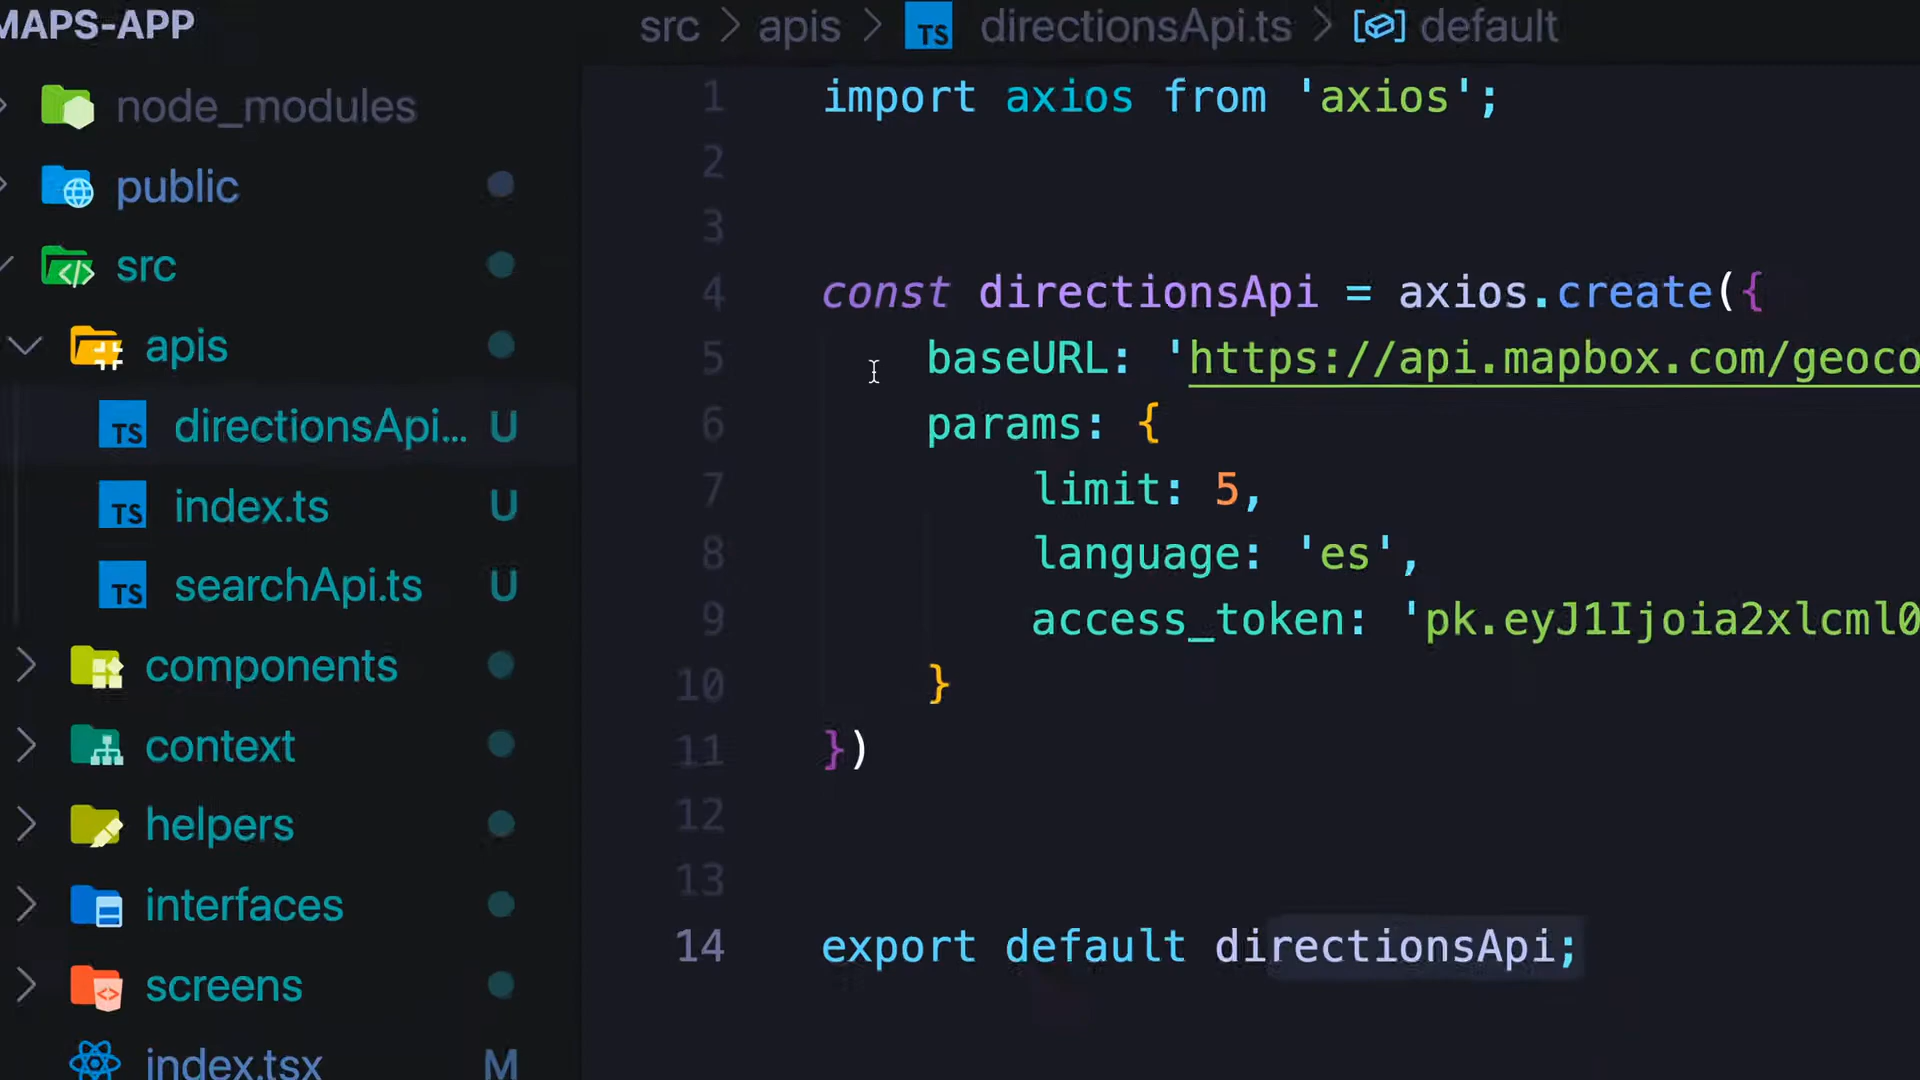 MAPS-APP
node_modules
public
src
apis
TS directionsApi... U
TS index.ts U
TS searchApi.ts U
components
context
helpers
interfaces
screens
index.tsx M
src > apis > TS directionsApi.ts > default
1 import axios from 'axios';
2
3
4 const directionsApi = axios.create({
5 baseURL: 'https://api.mapbox.com/geoco
6 params: {
7 limit: 5,
8 language: 'es',
9 access_token: 'pk.eyJ1Ijoia2xlcml0
10 }
11 })
12
13
14 export default directionsApi;